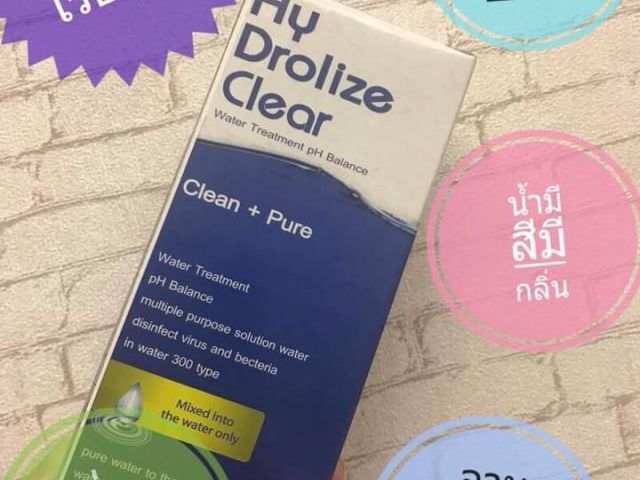 Hy
Drolize
Clear
Water Treatment pH Balance
Clean + Pure
Water Treatment
pH Balance
multiple purpose solution water
disinfect virus and becteria
in water 300 type
Mixed into
the water only
pure water to the
น้ำมี
สีมี
กลิ่น